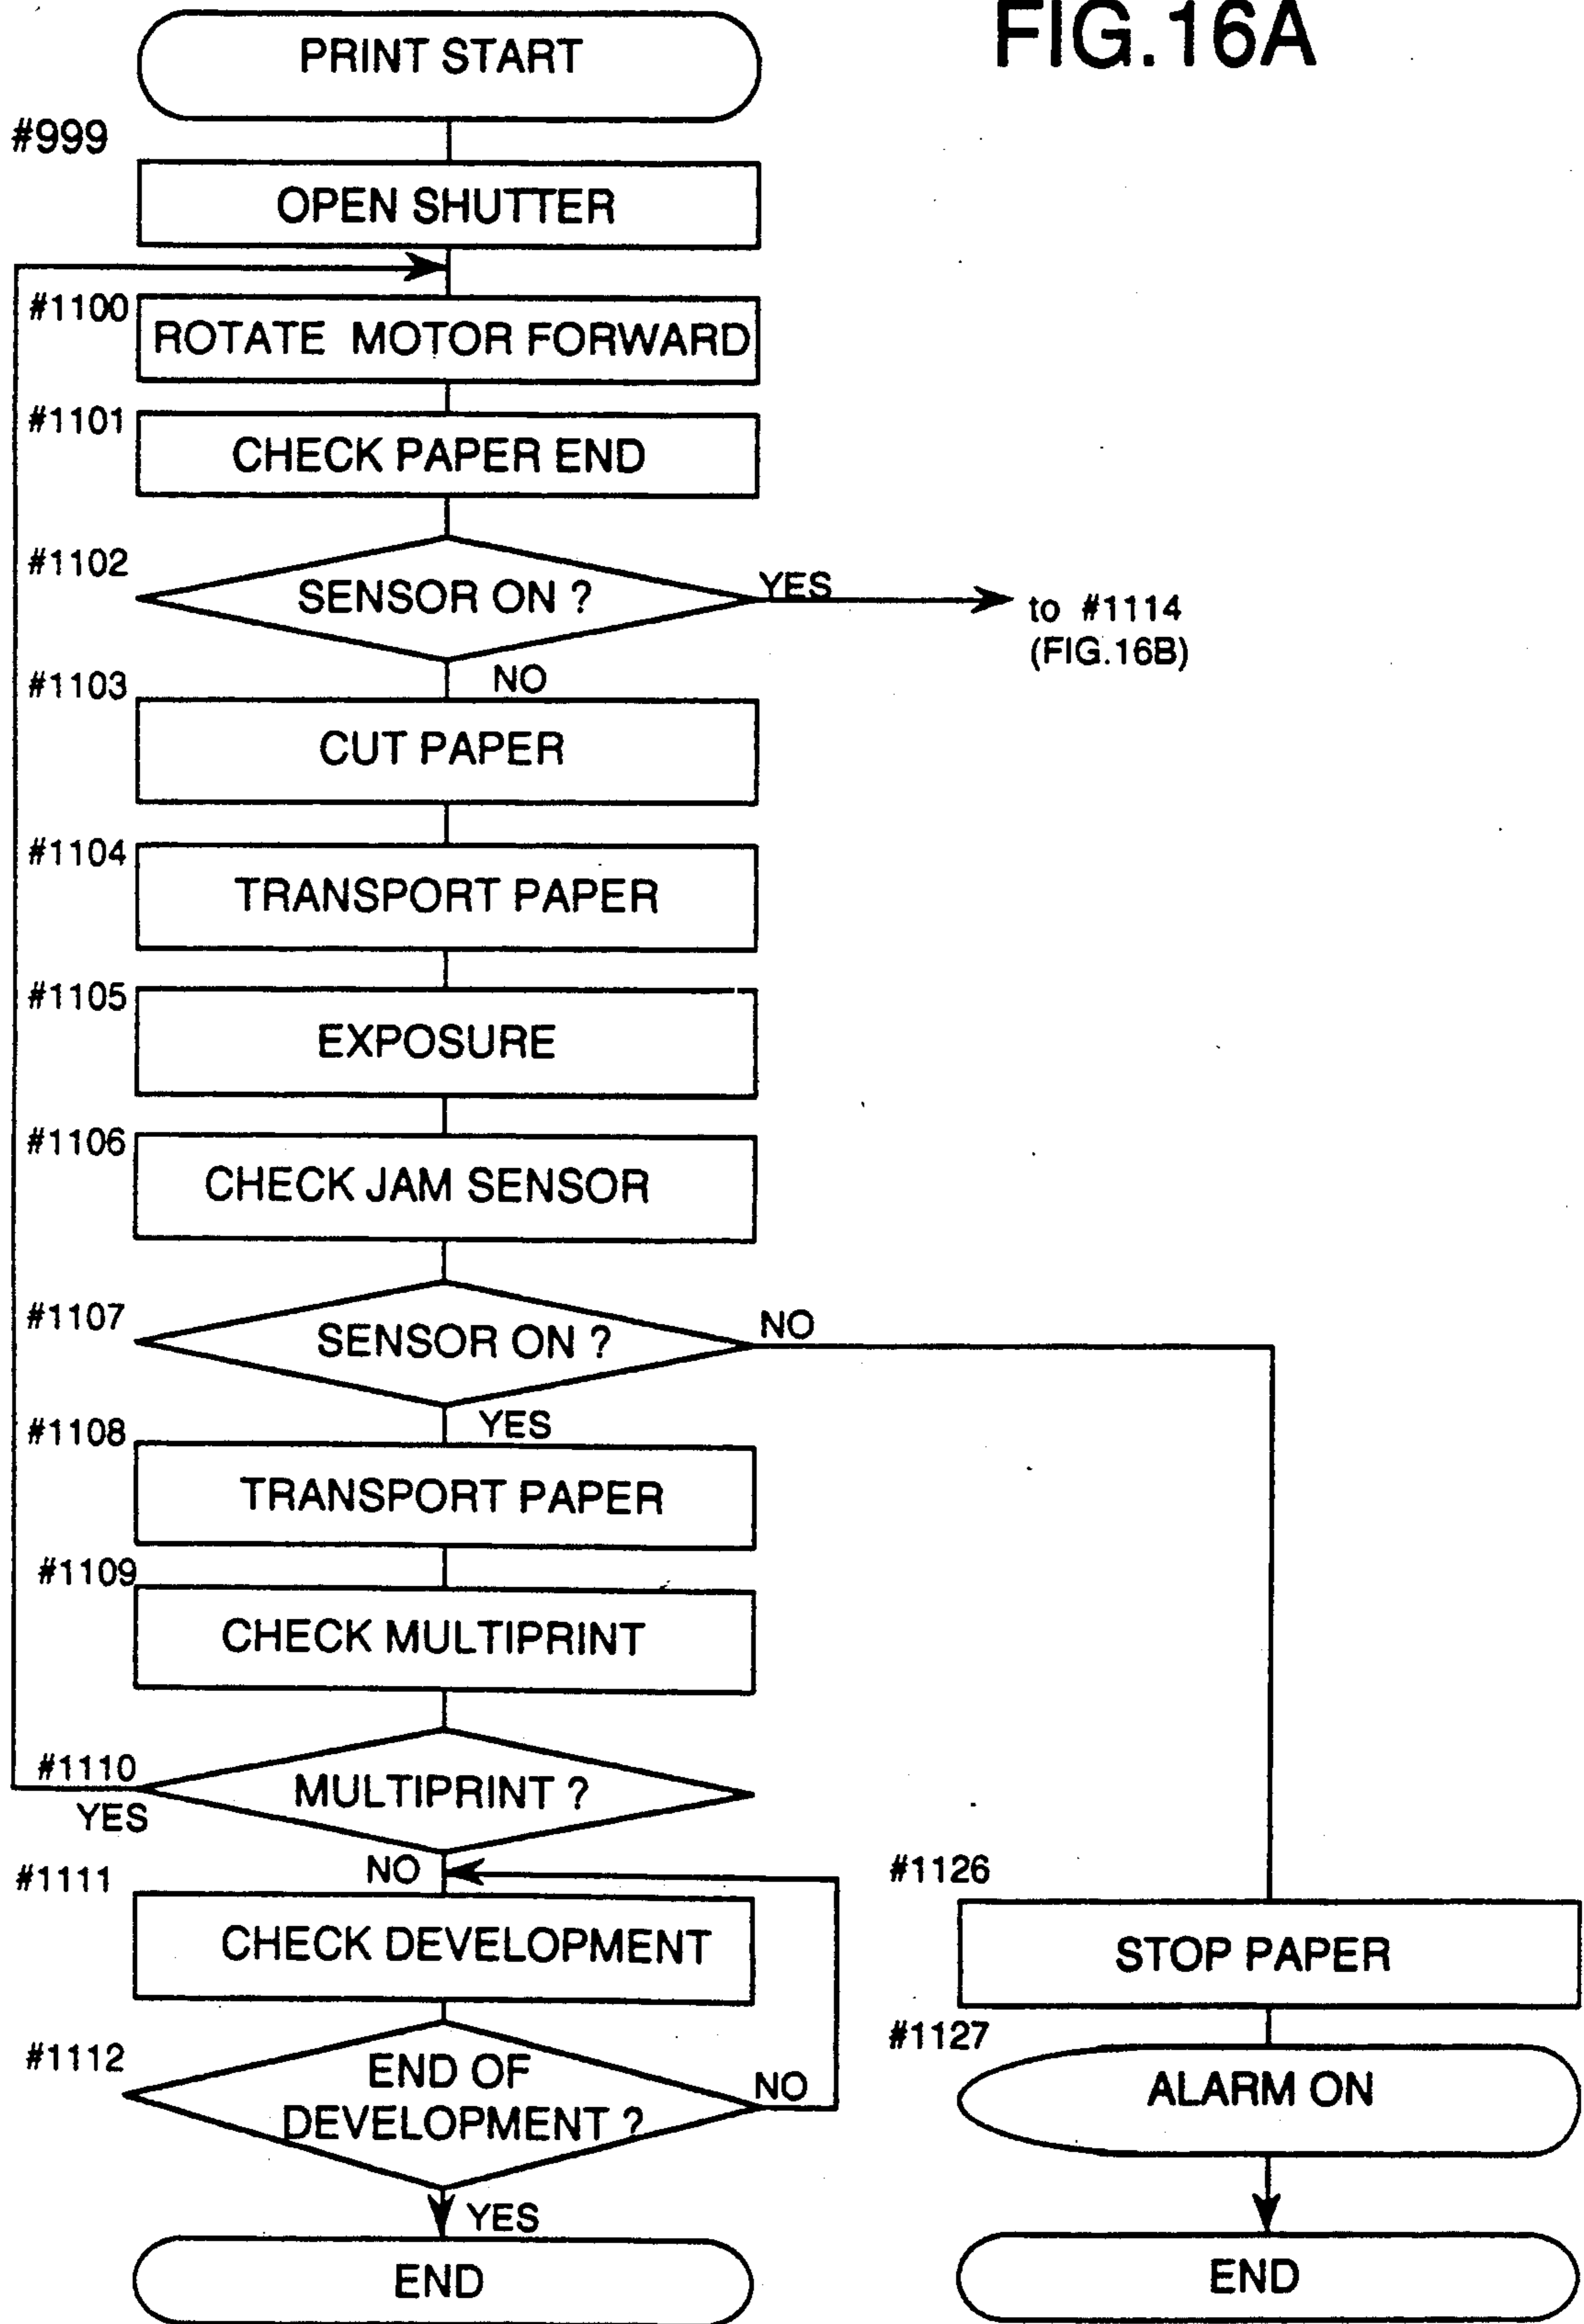 FIG.16A
PRINT START
#999
OPEN SHUTTER
#1100
ROTATE MOTOR FORWARD
#1101
CHECK PAPER END
#1102
SENSOR ON ?
YES
to #1114
(FIG.16B)
NO
#1103
CUT PAPER
#1104
TRANSPORT PAPER
#1105
EXPOSURE
#1106
CHECK JAM SENSOR
#1107
SENSOR ON ?
NO
YES
#1108
TRANSPORT PAPER
#1109
CHECK MULTIPRINT
#1110
MULTIPRINT ?
YES
NO
#1111
CHECK DEVELOPMENT
#1112
END OF
DEVELOPMENT ?
NO
YES
END
#1126
STOP PAPER
#1127
ALARM ON
END